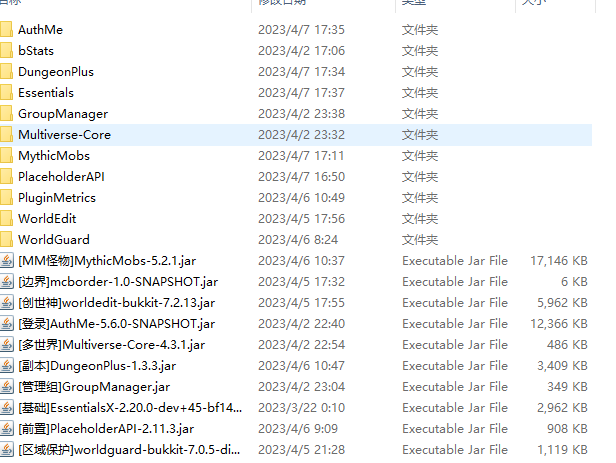 名称 修改日期 类型 大小
AuthMe 2023/4/7 17:35 文件夹
bStats 2023/4/2 17:06 文件夹
DungeonPlus 2023/4/7 17:34 文件夹
Essentials 2023/4/7 17:37 文件夹
GroupManager 2023/4/2 23:38 文件夹
Multiverse-Core 2023/4/2 23:32 文件夹
MythicMobs 2023/4/7 17:11 文件夹
PlaceholderAPI 2023/4/7 16:50 文件夹
PluginMetrics 2023/4/6 10:49 文件夹
WorldEdit 2023/4/5 17:56 文件夹
WorldGuard 2023/4/6 8:24 文件夹
[MM怪物]MythicMobs-5.2.1.jar 2023/4/6 10:37 Executable Jar File 17,146 KB
[边界]mcborder-1.0-SNAPSHOT.jar 2023/4/5 17:32 Executable Jar File 6 KB
[创世神]worldedit-bukkit-7.2.13.jar 2023/4/5 17:55 Executable Jar File 5,962 KB
[登录]AuthMe-5.6.0-SNAPSHOT.jar 2023/4/2 22:40 Executable Jar File 12,366 KB
[多世界]Multiverse-Core-4.3.1.jar 2023/4/2 22:54 Executable Jar File 486 KB
[副本]DungeonPlus-1.3.3.jar 2023/4/6 10:47 Executable Jar File 3,409 KB
[管理组]GroupManager.jar 2023/4/2 23:04 Executable Jar File 349 KB
[基础]EssentialsX-2.20.0-dev+45-bf14... 2023/3/22 0:10 Executable Jar File 2,962 KB
[前置]PlaceholderAPI-2.11.3.jar 2023/4/6 9:09 Executable Jar File 908 KB
[区域保护]worldguard-bukkit-7.0.5-di... 2023/4/5 21:28 Executable Jar File 1,119 KB